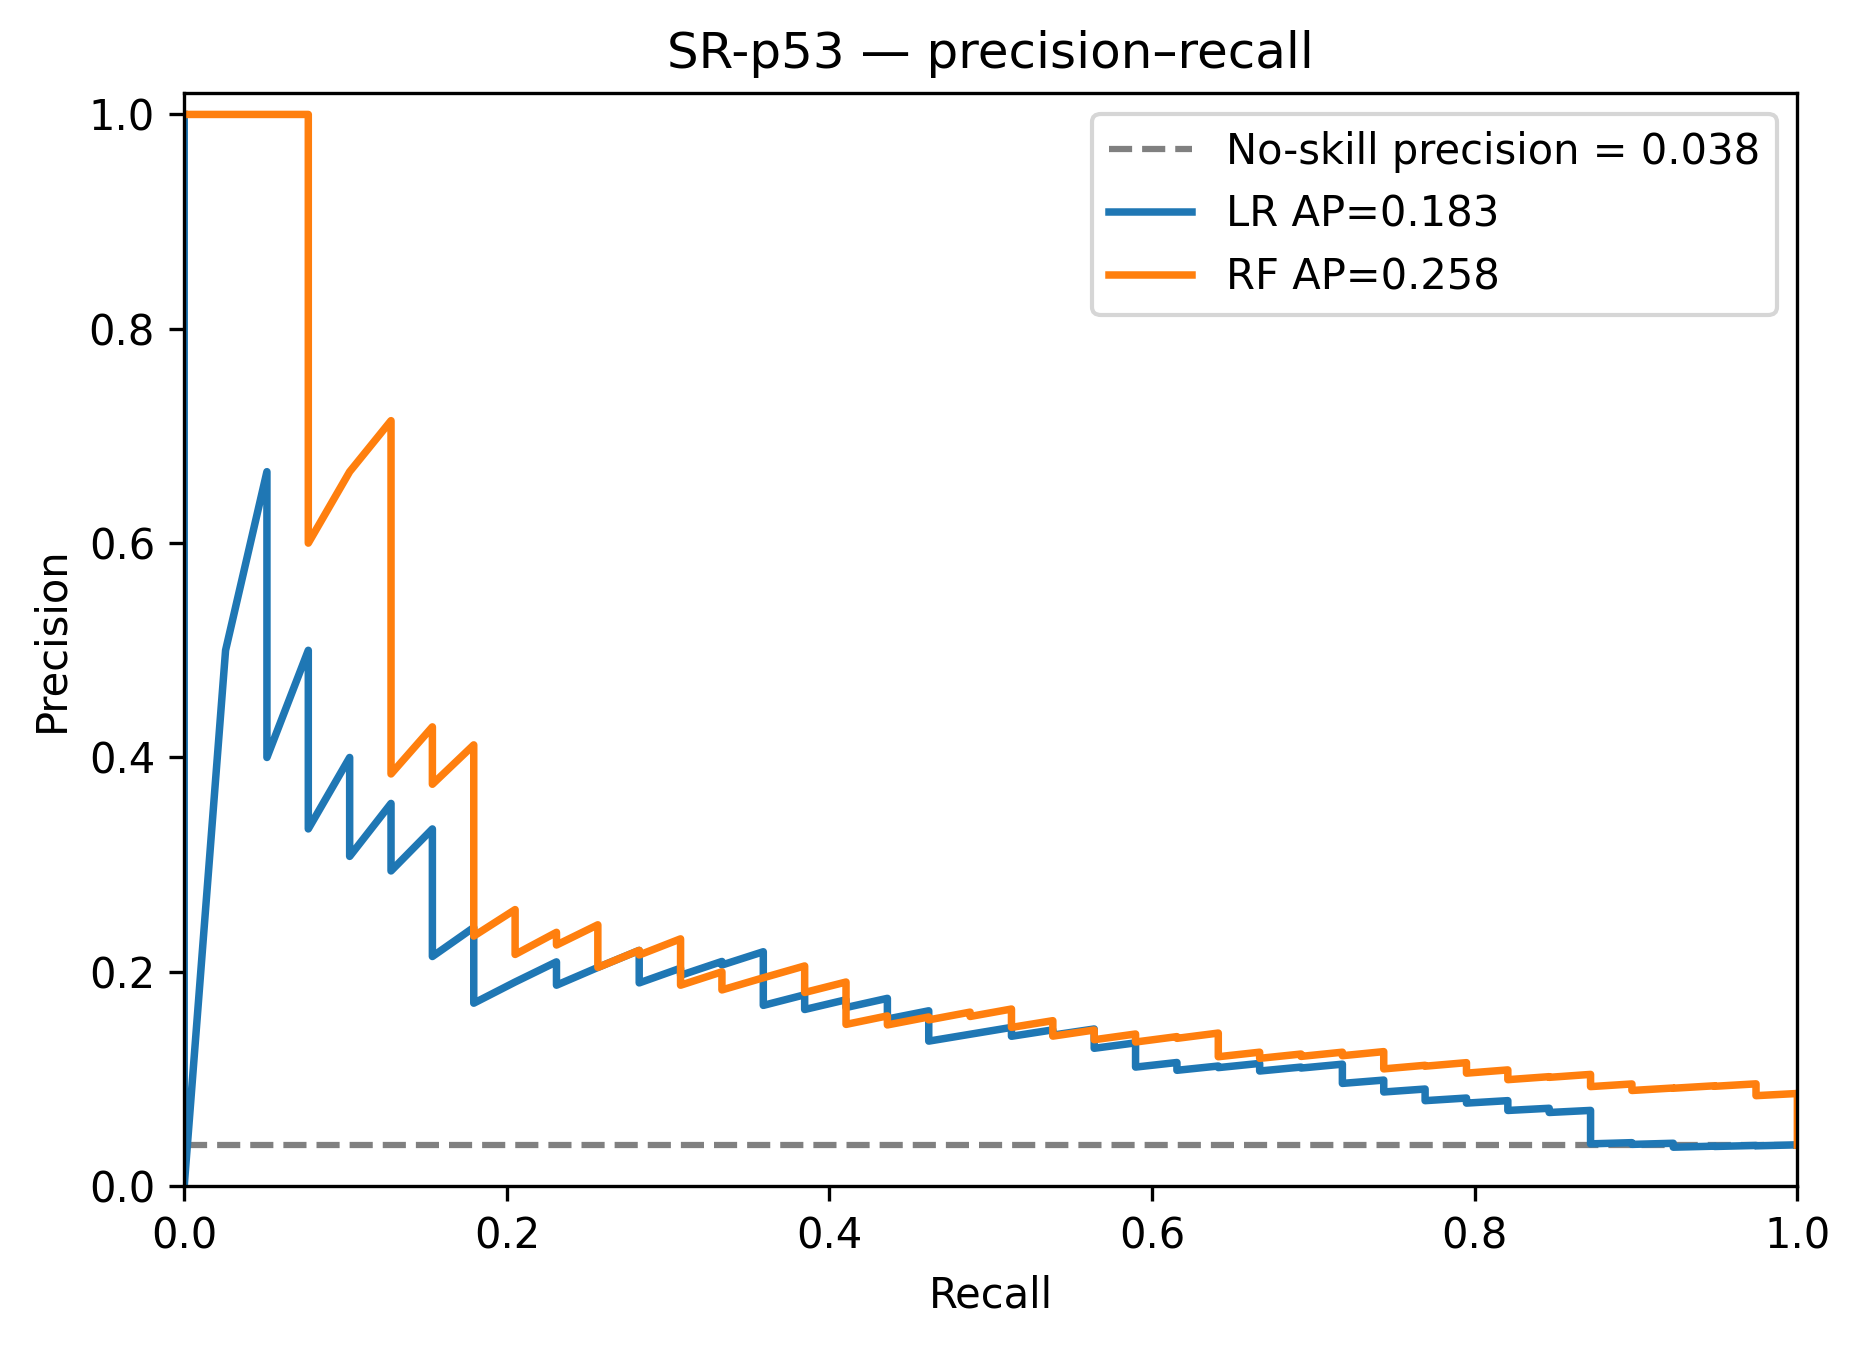 SR-p53 — precision–recall
No-skill precision = 0.038
LR AP=0.183
RF AP=0.258
Precision
1.0
0.8
0.6
0.4
0.2
0.0
0.0 0.2 0.4 0.6 0.8 1.0
Recall